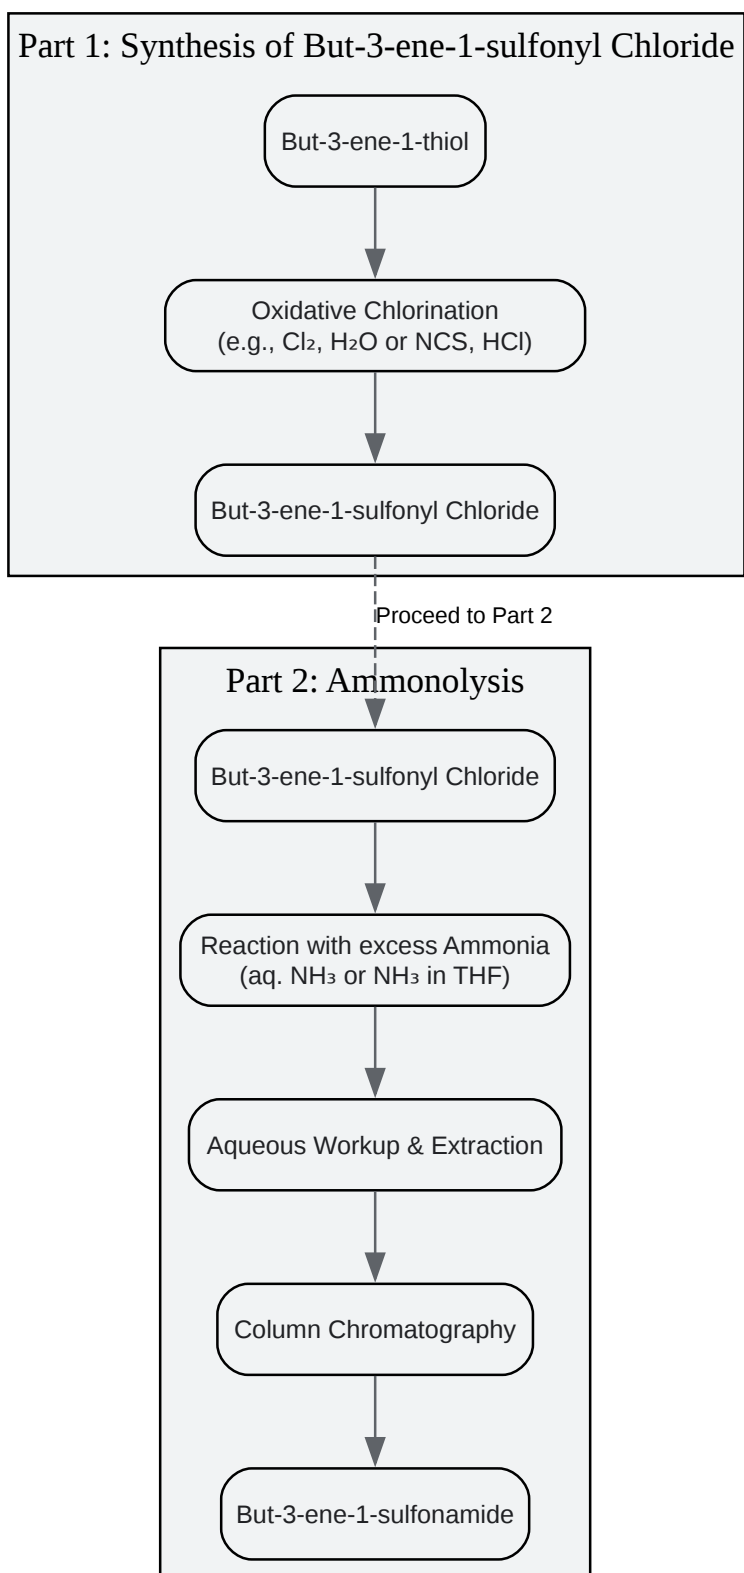 Part 1: Synthesis of But-3-ene-1-sulfonyl Chloride
But-3-ene-1-thiol
Oxidative Chlorination
(e.g., Cl₂, H₂O or NCS, HCl)
But-3-ene-1-sulfonyl Chloride
Proceed to Part 2
Part 2: Ammonolysis
But-3-ene-1-sulfonyl Chloride
Reaction with excess Ammonia
(aq. NH₃ or NH₃ in THF)
Aqueous Workup & Extraction
Column Chromatography
But-3-ene-1-sulfonamide